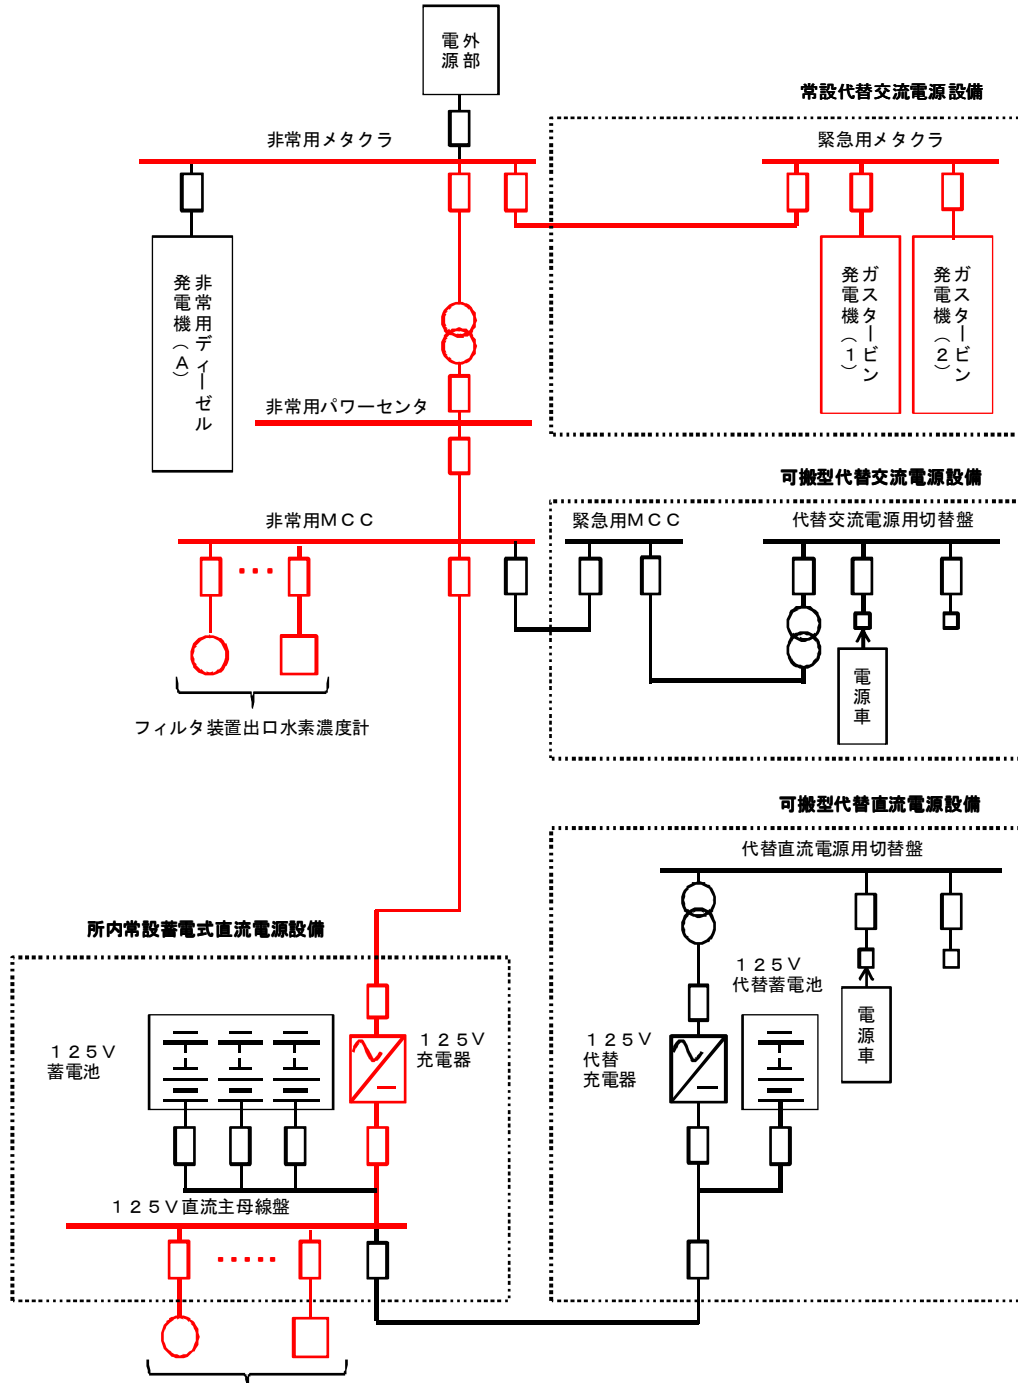 外部
電源
常設代替交流電源設備
非常用メタクラ
緊急用メタクラ
非常用ディーゼル
発電機(A)
ガスタービン
発電機(1)
ガスタービン
発電機(2)
非常用パワーセンタ
可搬型代替交流電源設備
非常用MCC
緊急用MCC
代替交流電源用切替盤
電源車
フィルタ装置出口水素濃度計
可搬型代替直流電源設備
代替直流電源用切替盤
所内常設蓄電式直流電源設備
125V
代替蓄電池
電源車
125V
蓄電池
125V
充電器
125V
代替
充電器
125V直流主母線盤